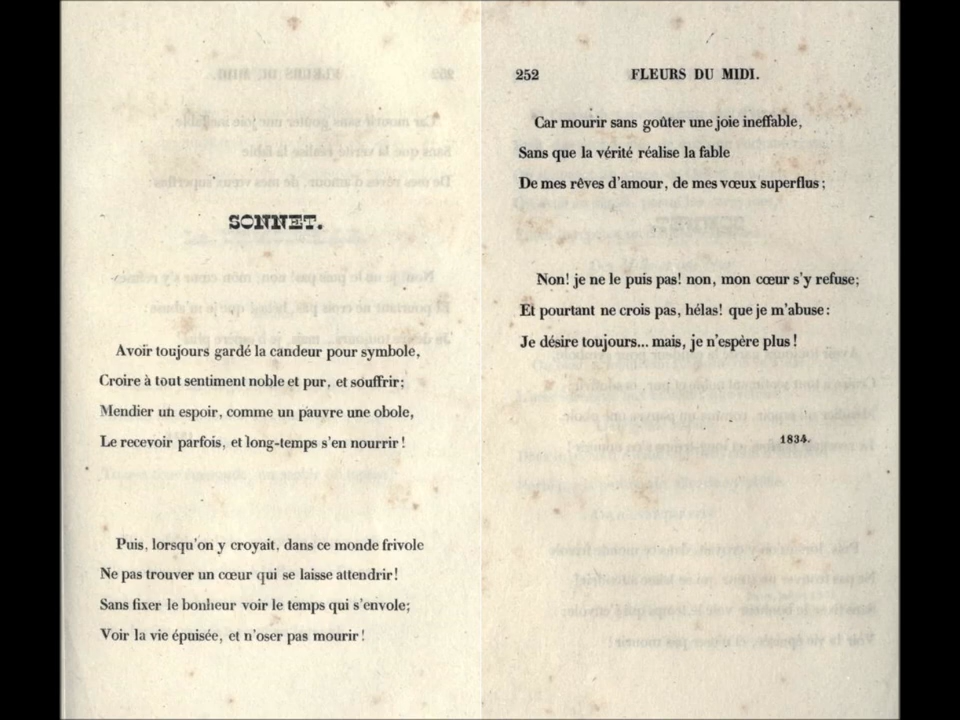 SONNET.
Avoir toujours gardé la candeur pour symbole,
Croire à tout sentiment noble et pur, et souffrir;
Mendier un espoir, comme un pauvre une obole,
Le recevoir parfois, et long-temps s'en nourrir!
Puis, lorsqu'on y croyait, dans ce monde frivole
Ne pas trouver un cœur qui se laisse attendrir!
Sans fixer le bonheur voir le temps qui s'envole;
Voir la vie épuisée, et n'oser pas mourir!
252 FLEURS DU MIDI.
Car mourir sans goûter une joie ineffable,
Sans que la vérité réalise la fable
De mes rêves d'amour, de mes vœux superflus;
Non! je ne le puis pas! non, mon cœur s'y refuse;
Et pourtant ne crois pas, hélas! que je m'abuse:
Je désire toujours... mais, je n'espère plus!
1834.